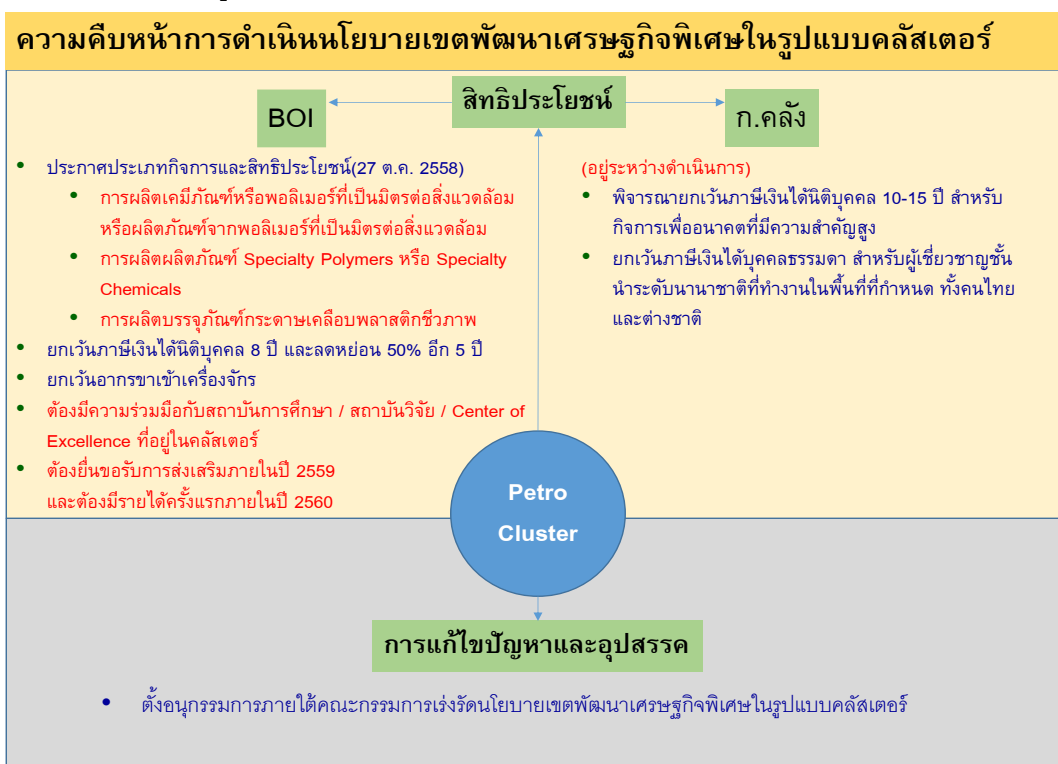 ความคืบหน้าการดำเนินนโยบายเขตพัฒนาเศรษฐกิจพิเศษในรูปแบบคลัสเตอร์
สิทธิประโยชน์
BOI
ก.คลัง
• ประกาศประเภทกิจการและสิทธิประโยชน์(27 ต.ค. 2558)
• การผลิตเคมีภัณฑ์หรือพอลิเมอร์ที่เป็นมิตรต่อสิ่งแวดล้อม
หรือผลิตภัณฑ์จากพอลิเมอร์ที่เป็นมิตรต่อสิ่งแวดล้อม
• การผลิตผลิตภัณฑ์ Specialty Polymers หรือ Specialty
Chemicals
• การผลิตบรรจุภัณฑ์กระดาษเคลือบพลาสติกชีวภาพ
• ยกเว้นภาษีเงินได้นิติบุคคล 8 ปี และลดหย่อน 50% อีก 5 ปี
• ยกเว้นอากรขาเข้าเครื่องจักร
• ต้องมีความร่วมมือกับสถาบันการศึกษา / สถาบันวิจัย / Center of
Excellence ที่อยู่ในคลัสเตอร์
• ต้องยื่นขอรับการส่งเสริมภายในปี 2559
และต้องมีรายได้ครั้งแรกภายในปี 2560
(อยู่ระหว่างดำเนินการ)
• พิจารณายกเว้นภาษีเงินได้นิติบุคคล 10-15 ปี สำหรับ
กิจการเพื่ออนาคตที่มีความสำคัญสูง
• ยกเว้นภาษีเงินได้บุคคลธรรมดา สำหรับผู้เชี่ยวชาญชั้น
นำระดับนานาชาติที่ทำงานในพื้นที่ที่กำหนด ทั้งคนไทย
และต่างชาติ
Petro
Cluster
การแก้ไขปัญหาและอุปสรรค
• ตั้งอนุกรรมการภายใต้คณะกรรมการเร่งรัดนโยบายเขตพัฒนาเศรษฐกิจพิเศษในรูปแบบคลัสเตอร์